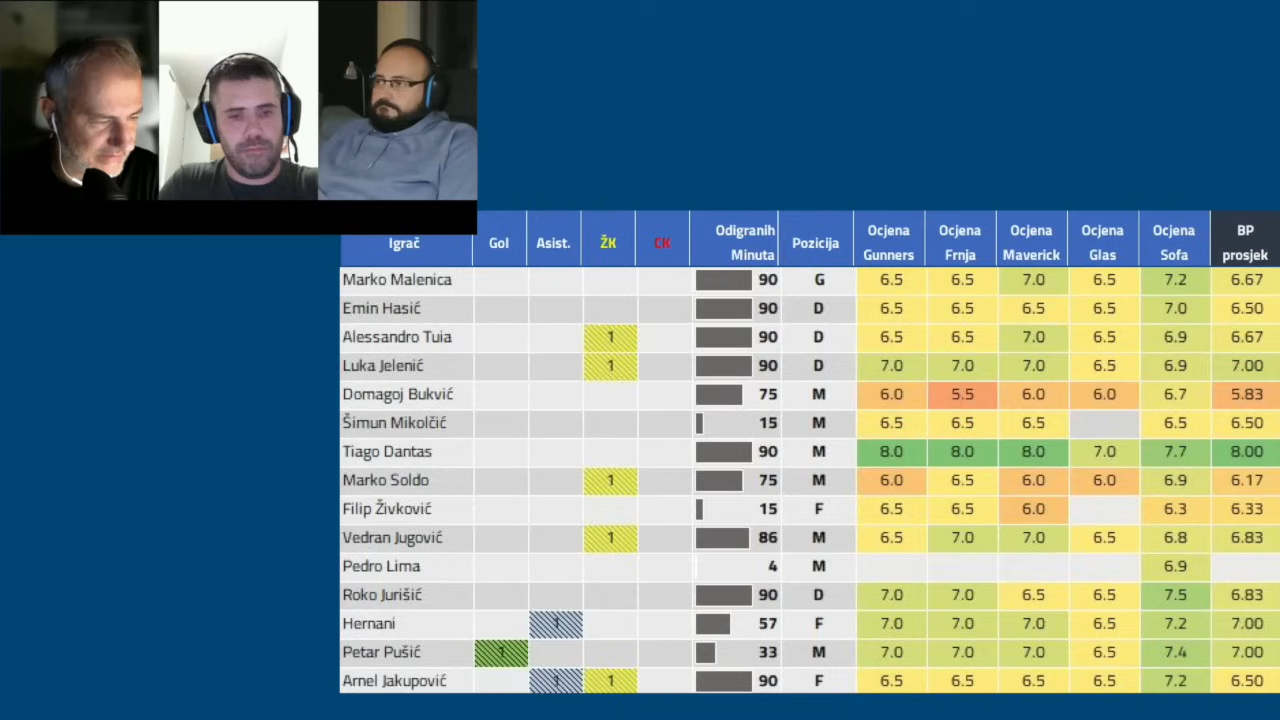 Igrač Gol Asist. ŽK CK Odigranih Minuta Pozicija Ocjena Gunners Ocjena Frnja Ocjena Maverick Ocjena Glas Ocjena Sofa BP prosjek
Marko Malenica 90 G 6.5 6.5 7.0 6.5 7.2 6.67
Emin Hasić 90 D 6.5 6.5 6.5 6.5 7.0 6.50
Alessandro Tuia 1 90 D 6.5 6.5 7.0 6.5 6.9 6.67
Luka Jelenić 1 90 D 7.0 7.0 7.0 6.5 6.9 7.00
Domagoj Bukvić 75 M 6.0 5.5 6.0 6.0 6.7 5.83
Šimun Mikolčić 15 M 6.5 6.5 6.5 6.5 6.50
Tiago Dantas 90 M 8.0 8.0 8.0 7.0 7.7 8.00
Marko Soldo 1 75 M 6.0 6.5 6.0 6.0 6.9 6.17
Filip Živković 15 F 6.5 6.5 6.0 6.3 6.33
Vedran Jugović 1 86 M 6.5 7.0 7.0 6.5 6.8 6.83
Pedro Lima 4 M 6.9
Roko Jurišić 90 D 7.0 7.0 6.5 6.5 7.5 6.83
Hernani 1 57 F 7.0 7.0 7.0 6.5 7.2 7.00
Petar Pušić 1 33 M 7.0 7.0 7.0 6.5 7.4 7.00
Arnel Jakupović 1 1 90 F 6.5 6.5 6.5 6.5 7.2 6.50